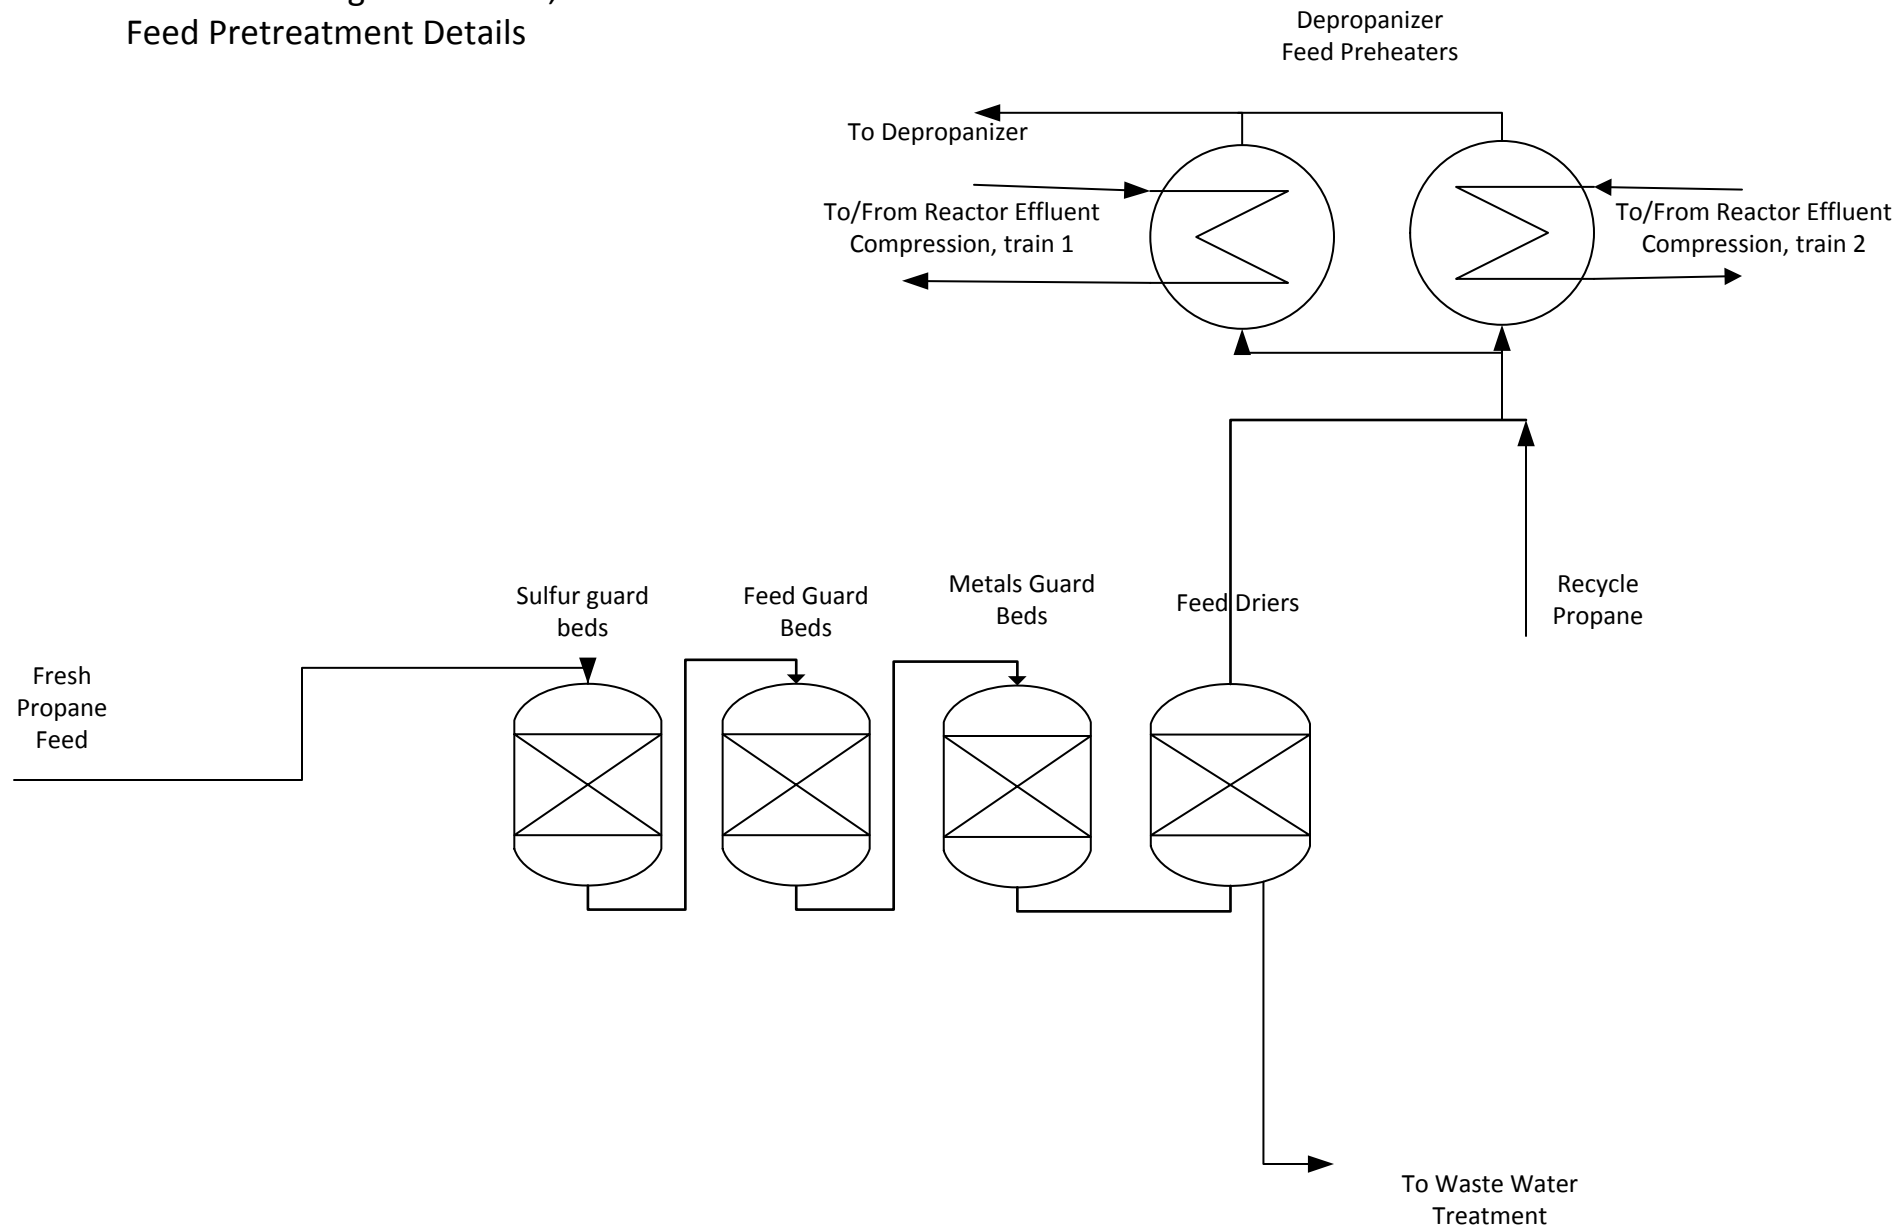 Feed Pretreatment Details
Depropanizer
Feed Preheaters
To Depropanizer
To/From Reactor Effluent
Compression, train 1
To/From Reactor Effluent
Compression, train 2
Sulfur guard
beds
Feed Guard
Beds
Metals Guard
Beds
Feed Driers
Recycle
Propane
Fresh
Propane
Feed
To Waste Water
Treatment